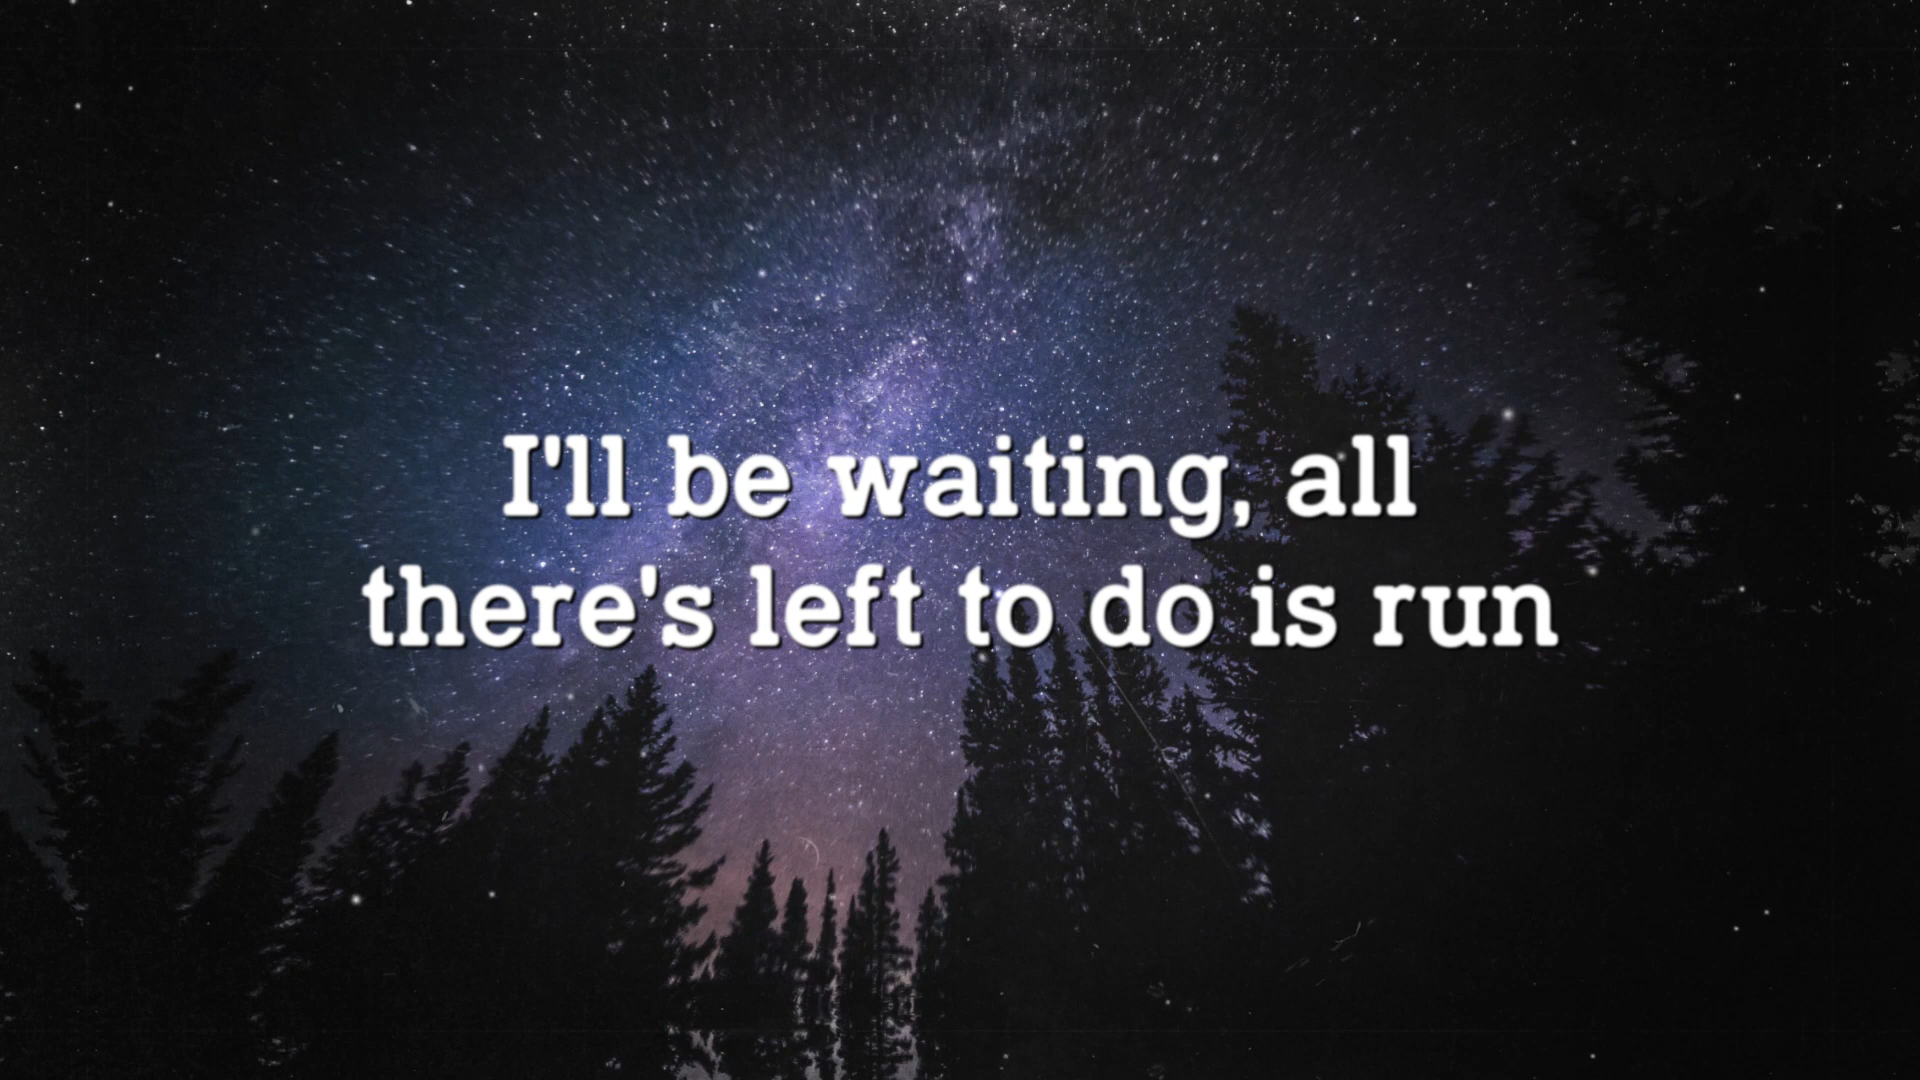 I'll be waiting, all
there's left to do is run